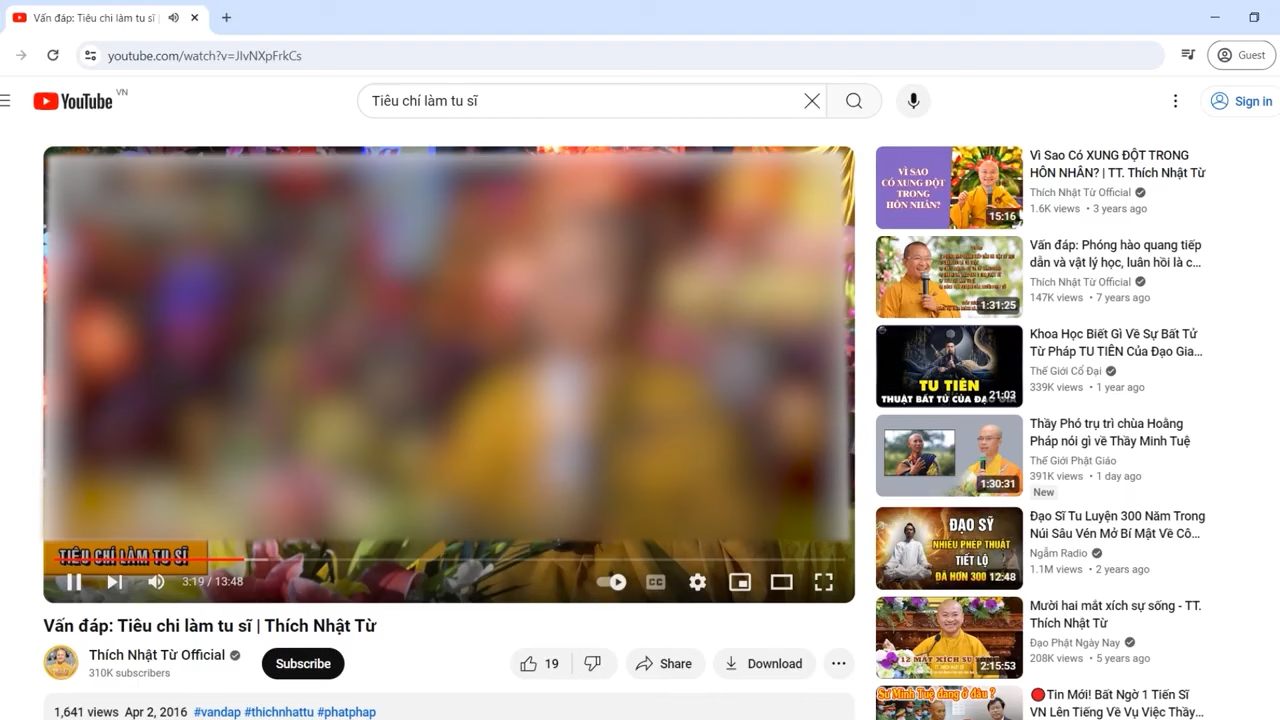 Vấn đáp: Tiêu chi làm tu sĩ |
youtube.com/watch?v=JIvNXpFrkCs
Guest
YouTube VN
Tiêu chí làm tu sĩ
Sign in
TIÊU CHÍ LÀM TU SĨ
3:19 / 13:48
CC
Vấn đáp: Tiêu chi làm tu sĩ | Thích Nhật Từ
Thích Nhật Từ Official
310K subscribers
Subscribe
19
Share
Download
1,641 views Apr 2, 2016 #vandap #thichnhattu #phatphap
VÌ SAO
CÓ XUNG ĐỘT
TRONG
HÔN NHÂN?
15:16
Vì Sao Có XUNG ĐỘT TRONG
HÔN NHÂN? | TT. Thích Nhật Từ
Thích Nhật Từ Official
1.6K views • 3 years ago
1:31:25
Vấn đáp: Phóng hào quang tiếp
dẫn và vật lý học, luân hồi là c...
Thích Nhật Từ Official
147K views • 7 years ago
TU TIÊN
THUẬT BẤT TỬ CỦA ĐẠO GIA
21:03
Khoa Học Biết Gì Về Sự Bất Tử
Từ Pháp TU TIÊN Của Đạo Gia...
Thế Giới Cổ Đại
339K views • 1 year ago
1:30:31
Thầy Phó trụ trì chùa Hoằng
Pháp nói gì về Thầy Minh Tuệ
Thế Giới Phật Giáo
391K views • 1 day ago
New
ĐẠO SỸ
NHIỀU PHÉP THUẬT
TIẾT LỘ
ĐÃ HƠN 300
12:48
Đạo Sĩ Tu Luyện 300 Năm Trong
Núi Sâu Vén Mở Bí Mật Về Cô...
Ngẫm Radio
1.1M views • 2 years ago
12 MẮT XÍCH SỰ SỐNG
2:15:53
Mười hai mắt xích sự sống - TT.
Thích Nhật Từ
Đạo Phật Ngày Nay
208K views • 5 years ago
Sư Minh Tuệ đang ở đâu ?
Tin Mới! Bất Ngờ 1 Tiến Sĩ
VN Lên Tiếng Về Vụ Việc Thầy...